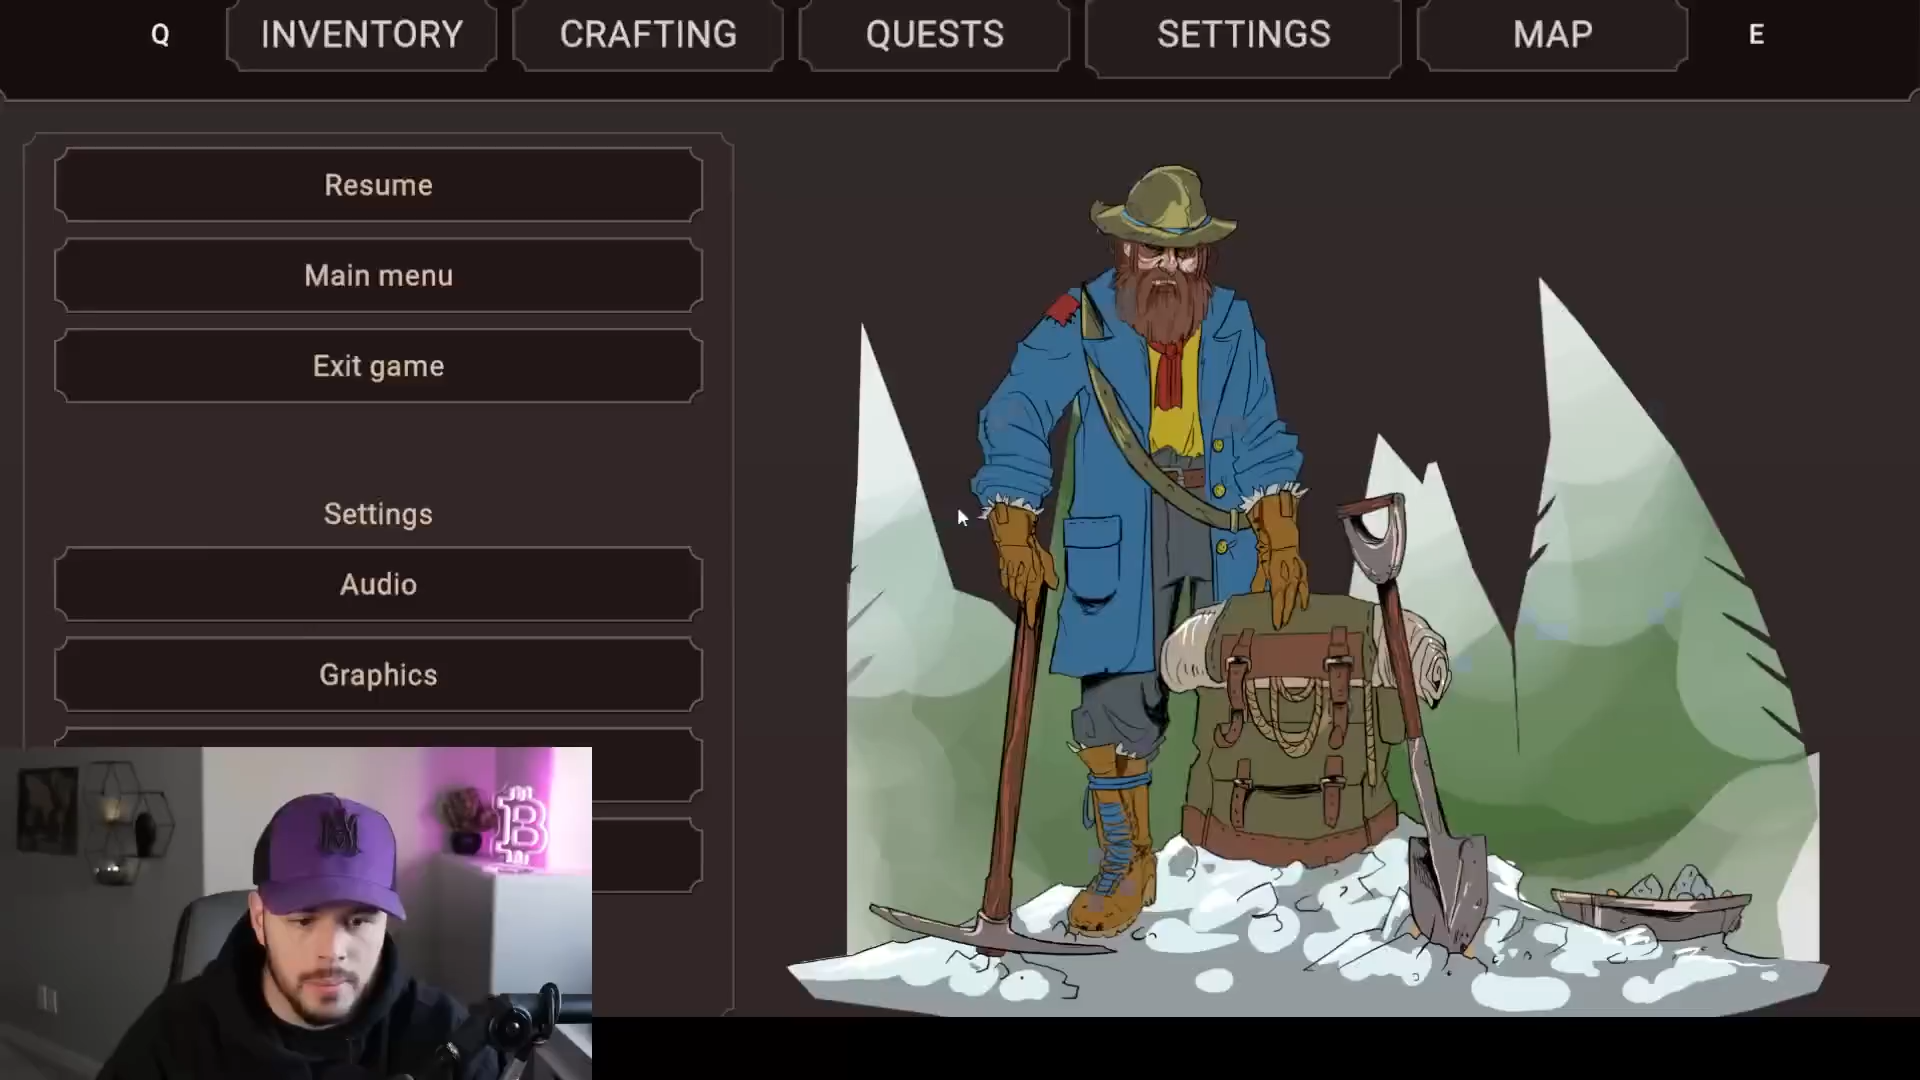 Q
INVENTORY
CRAFTING
QUESTS
SETTINGS
MAP
E
Resume
Main menu
Exit game
Settings
Audio
Graphics
B